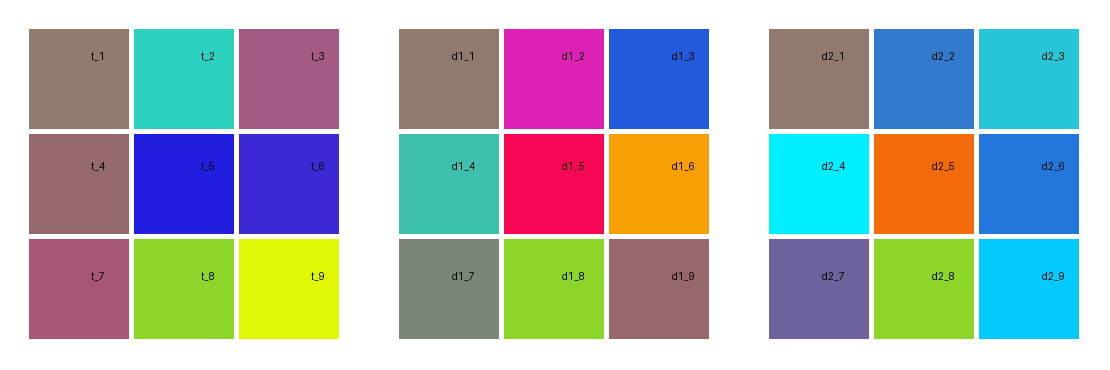 t_1 t_2 t_3 d1_1 d1_2 d1_3 d2_1 d2_2 d2_3
t_4 t_5 t_6 d1_4 d1_5 d1_6 d2_4 d2_5 d2_6
t_7 t_8 t_9 d1_7 d1_8 d1_9 d2_7 d2_8 d2_9